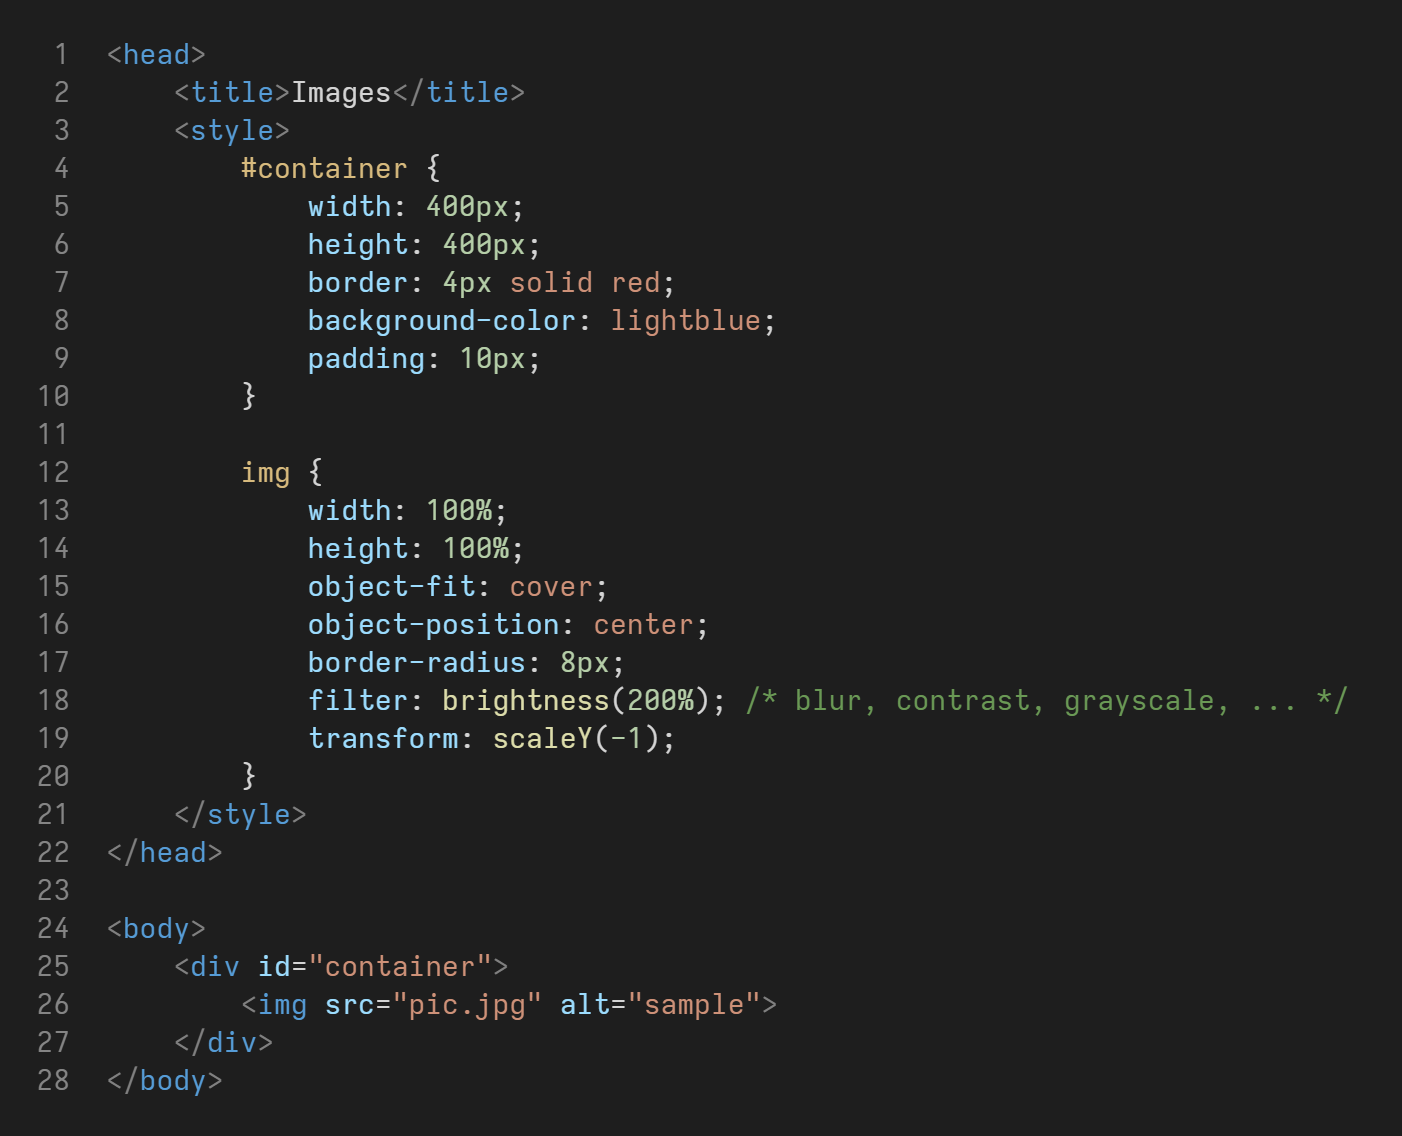 1 <head>
2     <title>Images</title>
3     <style>
4         #container {
5             width: 400px;
6             height: 400px;
7             border: 4px solid red;
8             background-color: lightblue;
9             padding: 10px;
10         }
11
12         img {
13             width: 100%;
14             height: 100%;
15             object-fit: cover;
16             object-position: center;
17             border-radius: 8px;
18             filter: brightness(200%); /* blur, contrast, grayscale, ... */
19             transform: scaleY(-1);
20         }
21     </style>
22 </head>
23
24 <body>
25     <div id="container">
26         <img src="pic.jpg" alt="sample">
27     </div>
28 </body>